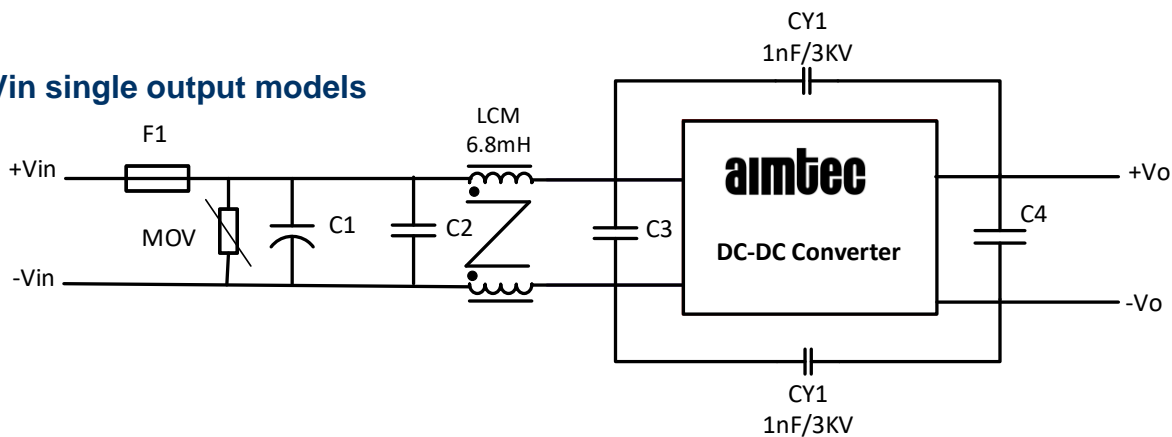 CY1
1nF/3KV
Vin single output models
LCM
6.8mH
F1
+Vin
aimtec
+Vo
MOV
C1
C2
C3
C4
DC-DC Converter
-Vin
-Vo
CY1
1nF/3KV